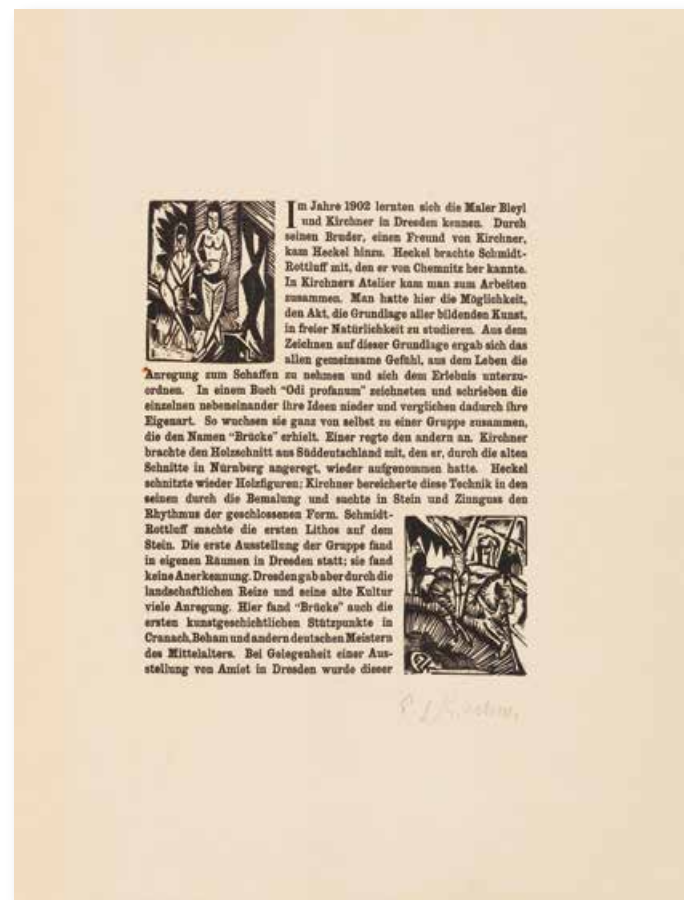 Im Jahre 1902 lernten sich die Maler Bleyl
und Kirchner in Dresden kennen. Durch
seinen Bruder, einen Freund von Kirchner,
kam Heckel hinzu. Heckel brachte Schmidt-
Rottluff mit, den er von Chemnitz her kannte.
In Kirchners Atelier kam man zum Arbeiten
zusammen. Man hatte hier die Möglichkeit,
den Akt, die Grundlage aller bildenden Kunst,
in freier Natürlichkeit zu studieren. Aus dem
Zeichnen auf dieser Grundlage ergab sich das
allen gemeinsame Gefühl, aus dem Leben die
Anregung zum Schaffen zu nehmen und sich dem Erlebnis unterzu-
ordnen. In einem Buch "Odi profanum" zeichneten und schrieben die
einzelnen nebeneinander ihre Ideen nieder und verglichen dadurch ihre
Eigenart. So wuchsen sie ganz von selbst zu einer Gruppe zusammen,
die den Namen "Brücke" erhielt. Einer regte den andern an. Kirchner
brachte den Holzschnitt aus Süddeutschland mit, den er, durch die alten
Schnitte in Nürnberg angeregt, wieder aufgenommen hatte. Heckel
schnitzte wieder Holzfiguren; Kirchner bereicherte diese Technik in den
seinen durch die Bemalung und suchte in Stein und Zinnguss den
Rhythmus der geschlossenen Form. Schmidt-
Rottluff machte die ersten Lithos auf dem
Stein. Die erste Ausstellung der Gruppe fand
in eigenen Räumen in Dresden statt; sie fand
keine Anerkennung. Dresden gab aber durch die
landschaftlichen Reize und seine alte Kultur
viele Anregung. Hier fand "Brücke" auch die
ersten kunstgeschichtlichen Stützpunkte in
Cranach, Beham und andern deutschen Meistern
des Mittelalters. Bei Gelegenheit einer Aus-
stellung von Amiet in Dresden wurde dieser